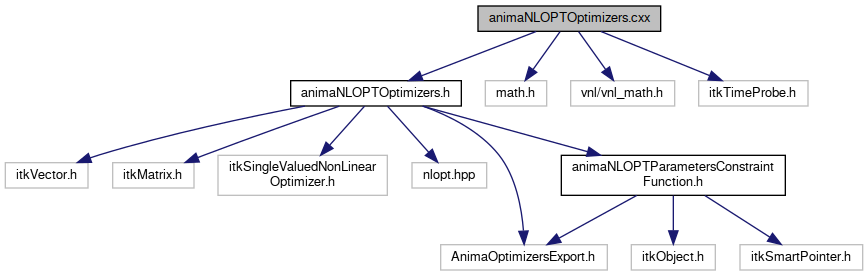 animaNLOPTOptimizers.cxx
animaNLOPTOptimizers.h
math.h
vnl/vnl_math.h
itkTimeProbe.h
itkVector.h
itkMatrix.h
itkSingleValuedNonLinear
Optimizer.h
nlopt.hpp
animaNLOPTParametersConstraint
Function.h
AnimaOptimizersExport.h
itkObject.h
itkSmartPointer.h